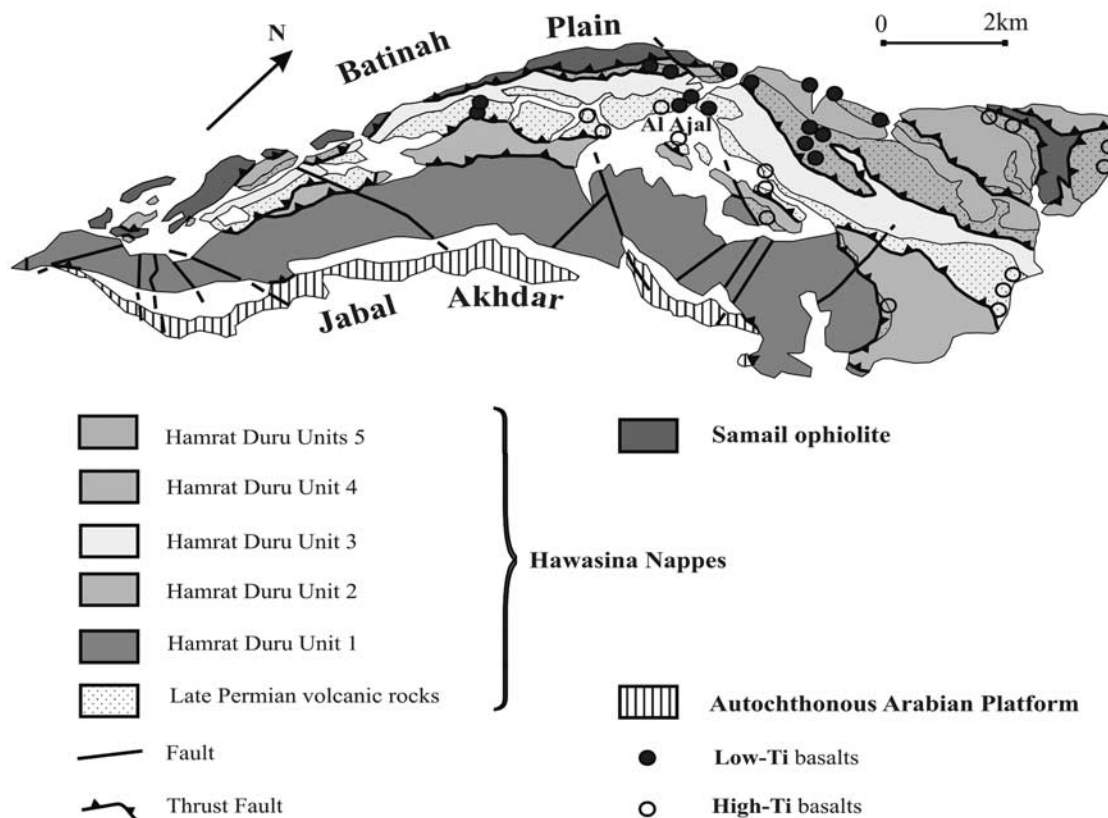 N
Batinah Plain
0 2km
Al Ajal
Jabal Akhdar
Hamrat Duru Units 5
Hamrat Duru Unit 4
Hamrat Duru Unit 3
Hamrat Duru Unit 2
Hamrat Duru Unit 1
Late Permian volcanic rocks
Fault
Thrust Fault
Hawasina Nappes
Samail ophiolite
Autochthonous Arabian Platform
Low-Ti basalts
High-Ti basalts